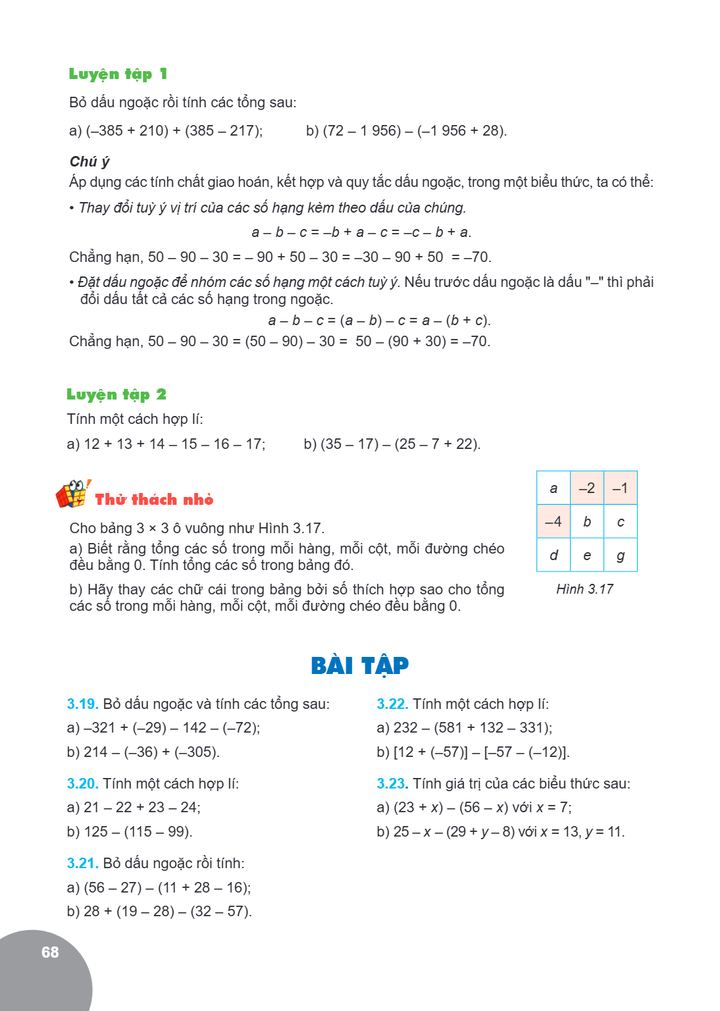 Luyện tập 1
Bỏ dấu ngoặc rồi tính các tổng sau:
a) (–385 + 210) + (385 – 217); b) (72 – 1 956) – (–1 956 + 28).
Chú ý
Áp dụng các tính chất giao hoán, kết hợp và quy tắc dấu ngoặc, trong một biểu thức, ta có thể:
• Thay đổi tuỳ ý vị trí của các số hạng kèm theo dấu của chúng.
a – b – c = –b + a – c = –c – b + a.
Chẳng hạn, 50 – 90 – 30 = – 90 + 50 – 30 = –30 – 90 + 50 = –70.
• Đặt dấu ngoặc để nhóm các số hạng một cách tuỳ ý. Nếu trước dấu ngoặc là dấu "–" thì phải
đổi dấu tất cả các số hạng trong ngoặc.
a – b – c = (a – b) – c = a – (b + c).
Chẳng hạn, 50 – 90 – 30 = (50 – 90) – 30 = 50 – (90 + 30) = –70.
Luyện tập 2
Tính một cách hợp lí:
a) 12 + 13 + 14 – 15 – 16 – 17; b) (35 – 17) – (25 – 7 + 22).
Thử thách nhỏ
Cho bảng 3 × 3 ô vuông như Hình 3.17.
a) Biết rằng tổng các số trong mỗi hàng, mỗi cột, mỗi đường chéo
đều bằng 0. Tính tổng các số trong bảng đó.
b) Hãy thay các chữ cái trong bảng bởi số thích hợp sao cho tổng
các số trong mỗi hàng, mỗi cột, mỗi đường chéo đều bằng 0.
a –2 –1
–4 b c
d e g
Hình 3.17
BÀI TẬP
3.19. Bỏ dấu ngoặc và tính các tổng sau:
a) –321 + (–29) – 142 – (–72);
b) 214 – (–36) + (–305).
3.20. Tính một cách hợp lí:
a) 21 – 22 + 23 – 24;
b) 125 – (115 – 99).
3.21. Bỏ dấu ngoặc rồi tính:
a) (56 – 27) – (11 + 28 – 16);
b) 28 + (19 – 28) – (32 – 57).
3.22. Tính một cách hợp lí:
a) 232 – (581 + 132 – 331);
b) [12 + (–57)] – [–57 – (–12)].
3.23. Tính giá trị của các biểu thức sau:
a) (23 + x) – (56 – x) với x = 7;
b) 25 – x – (29 + y – 8) với x = 13, y = 11.
68